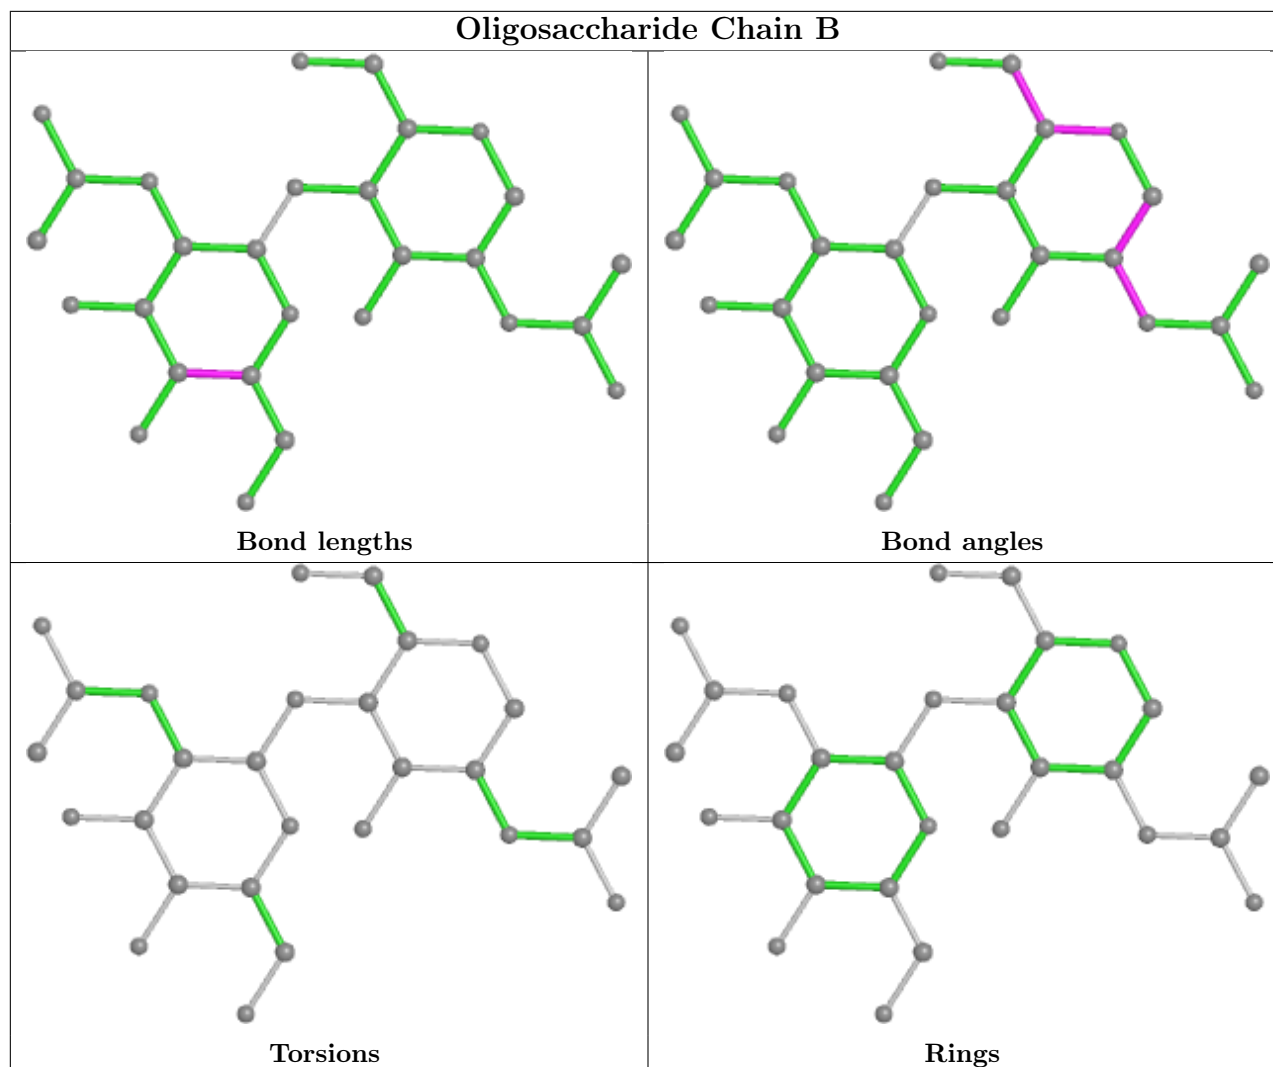 Oligosaccharide Chain B
Bond lengths
Bond angles
Torsions
Rings